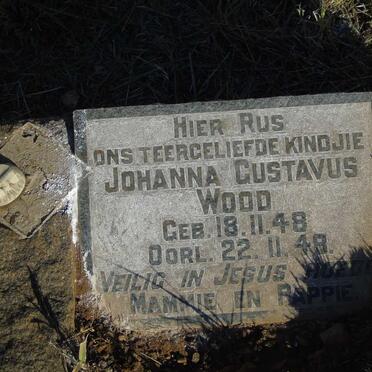 HIER RUS
ONS TEERGELIEFDE KINDJIE
JOHANNA GUSTAVUS
WOOD
GEB. 18.11.48
OORL. 22.11.48.
VEILIG IN JESUS
MAMMIE EN PAPPIE.